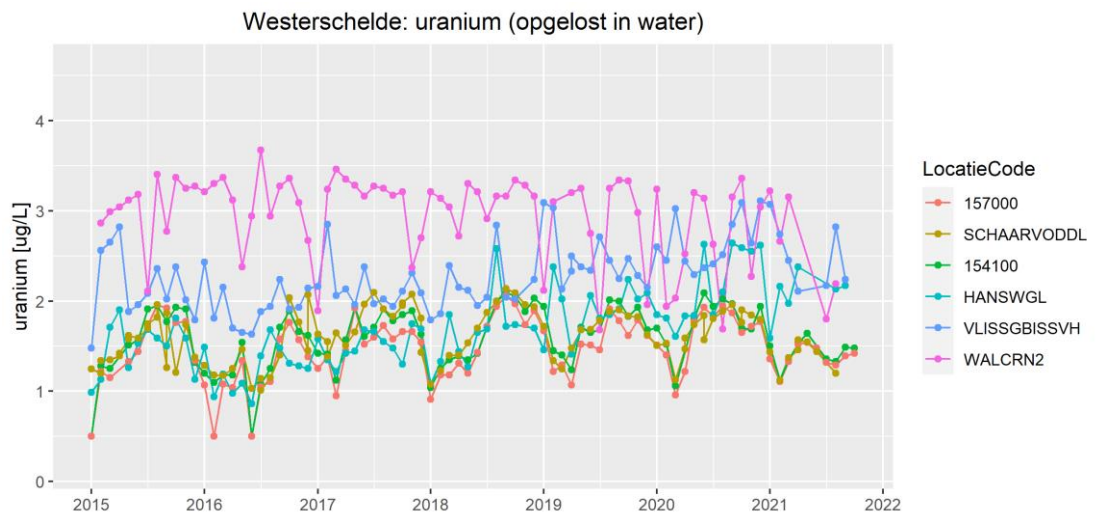 Westerschelde: uranium (opgelost in water)
uranium [ug/L]
4
3
2
1
0
2015 2016 2017 2018 2019 2020 2021 2022
LocatieCode
157000
SCHAARVODDL
154100
HANSWGL
VLISSGBISSVH
WALCRN2